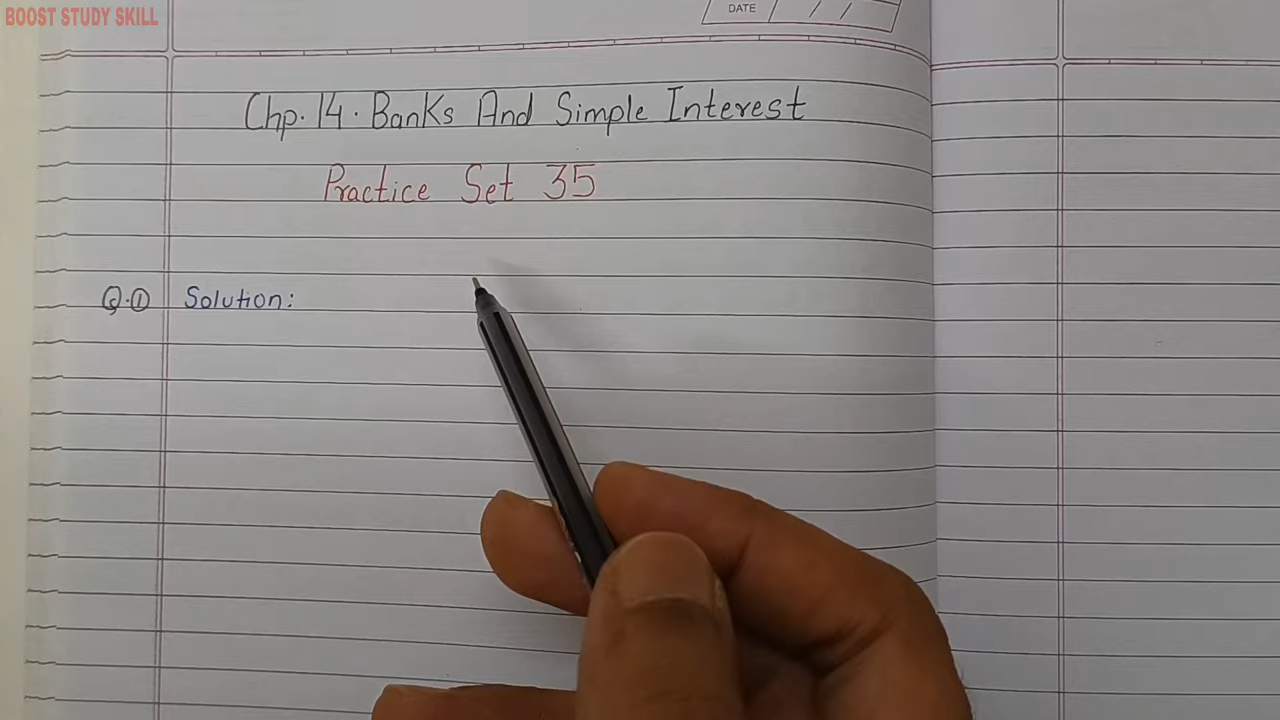 BOOST STUDY SKILL
DATE / /
Chp. 14. Banks And Simple Interest
Practice Set 35
Q.① Solution: